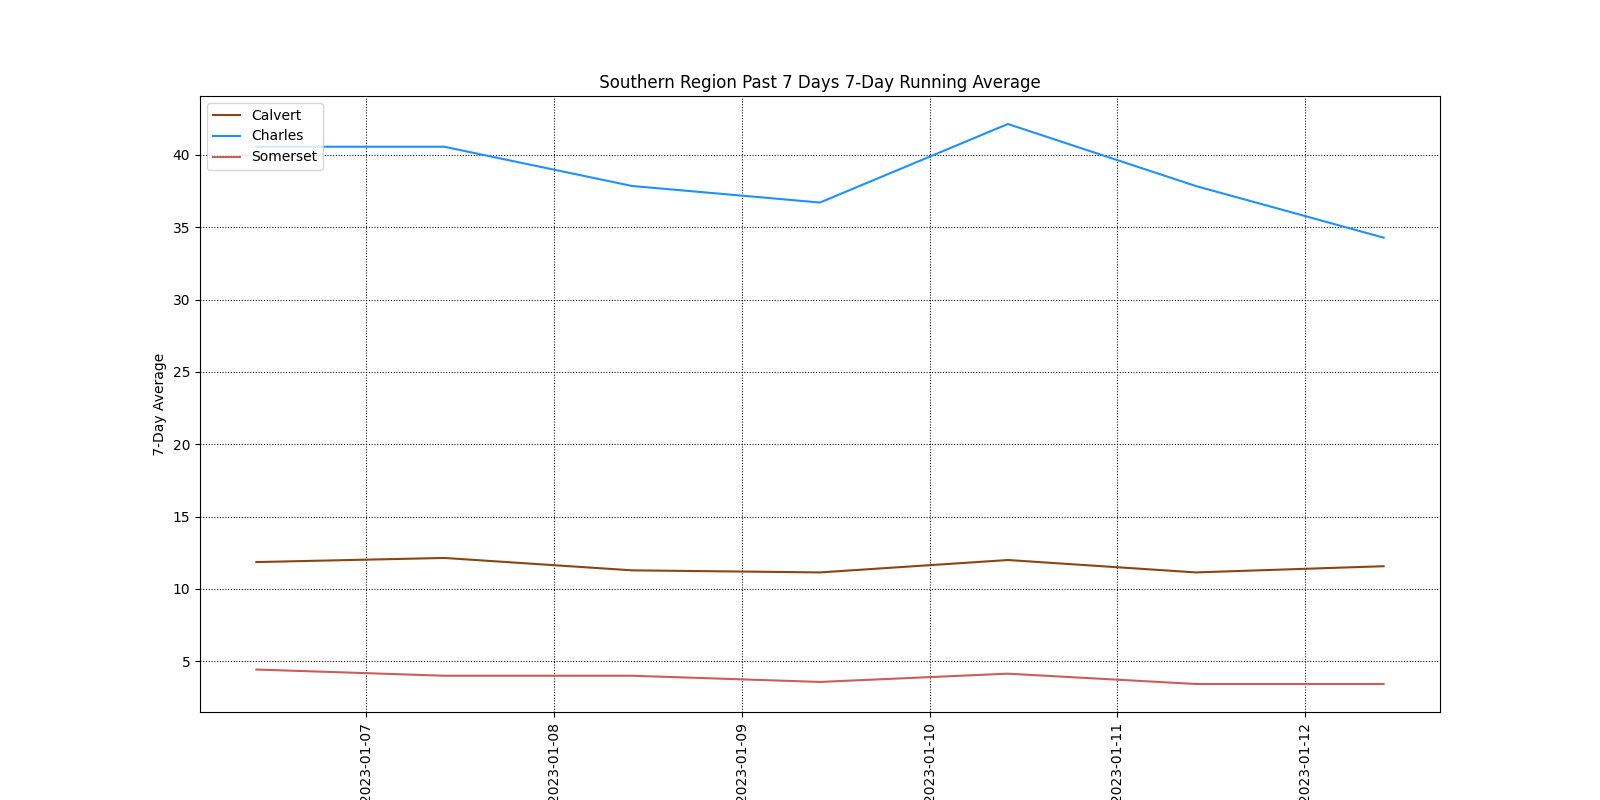 Southern Region Past 7 Days 7-Day Running Average
Calvert
Charles
Somerset
40
35
30
25
20
15
10
5
7-Day Average
2023-01-07
2023-01-08
2023-01-09
2023-01-10
2023-01-11
2023-01-12